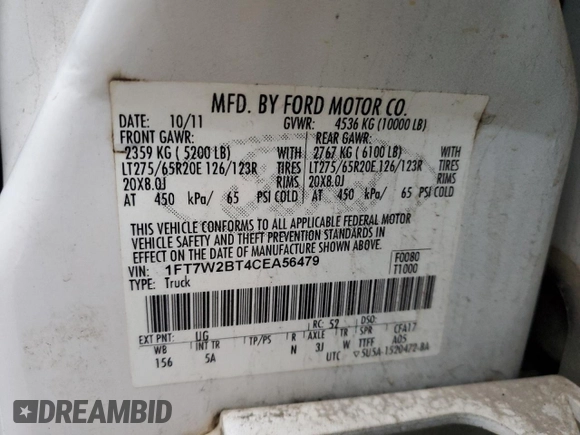 MFD. BY FORD MOTOR CO.
DATE: 10/11 GVWR: 4536 KG (10000 LB)
FRONT GAWR: REAR GAWR:
2359 KG ( 5200 LB) WITH 2767 KG ( 6100 LB) WITH
LT275/65R20E 126/123R TIRES LT275/65R20E 126/123R TIRES
20X8.0J RIMS 20X8.0J RIMS
AT 450 kPa/ 65 PSI COLD AT 450 kPa/ 65 PSI COLD
THIS VEHICLE CONFORMS TO ALL APPLICABLE FEDERAL MOTOR
VEHICLE SAFETY AND THEFT PREVENTION STANDARDS IN
EFFECT ON THE DATE OF MANUFACTURE SHOWN ABOVE.
VIN: 1FT7W2BT4CEA56479 F0080
TYPE: Truck T1000
EXT PNT: UG RC: 52 DSO:
WB INT TR TP/PS R AXLE TR SPR CFA17
156 5A N 3J W TTFF A05
UTC 5U5A-1520472-BA
DREAMBID